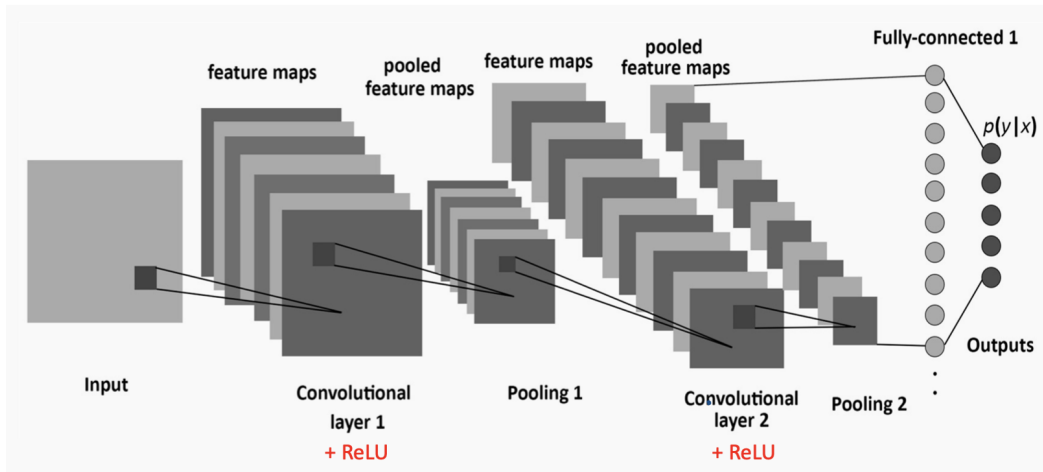 Fully-connected 1
pooled
feature maps
feature maps
pooled
feature maps
feature maps
p(y|x)
Input
Convolutional
layer 1
+ ReLU
Pooling 1
Convolutional
layer 2
+ ReLU
Pooling 2
Outputs